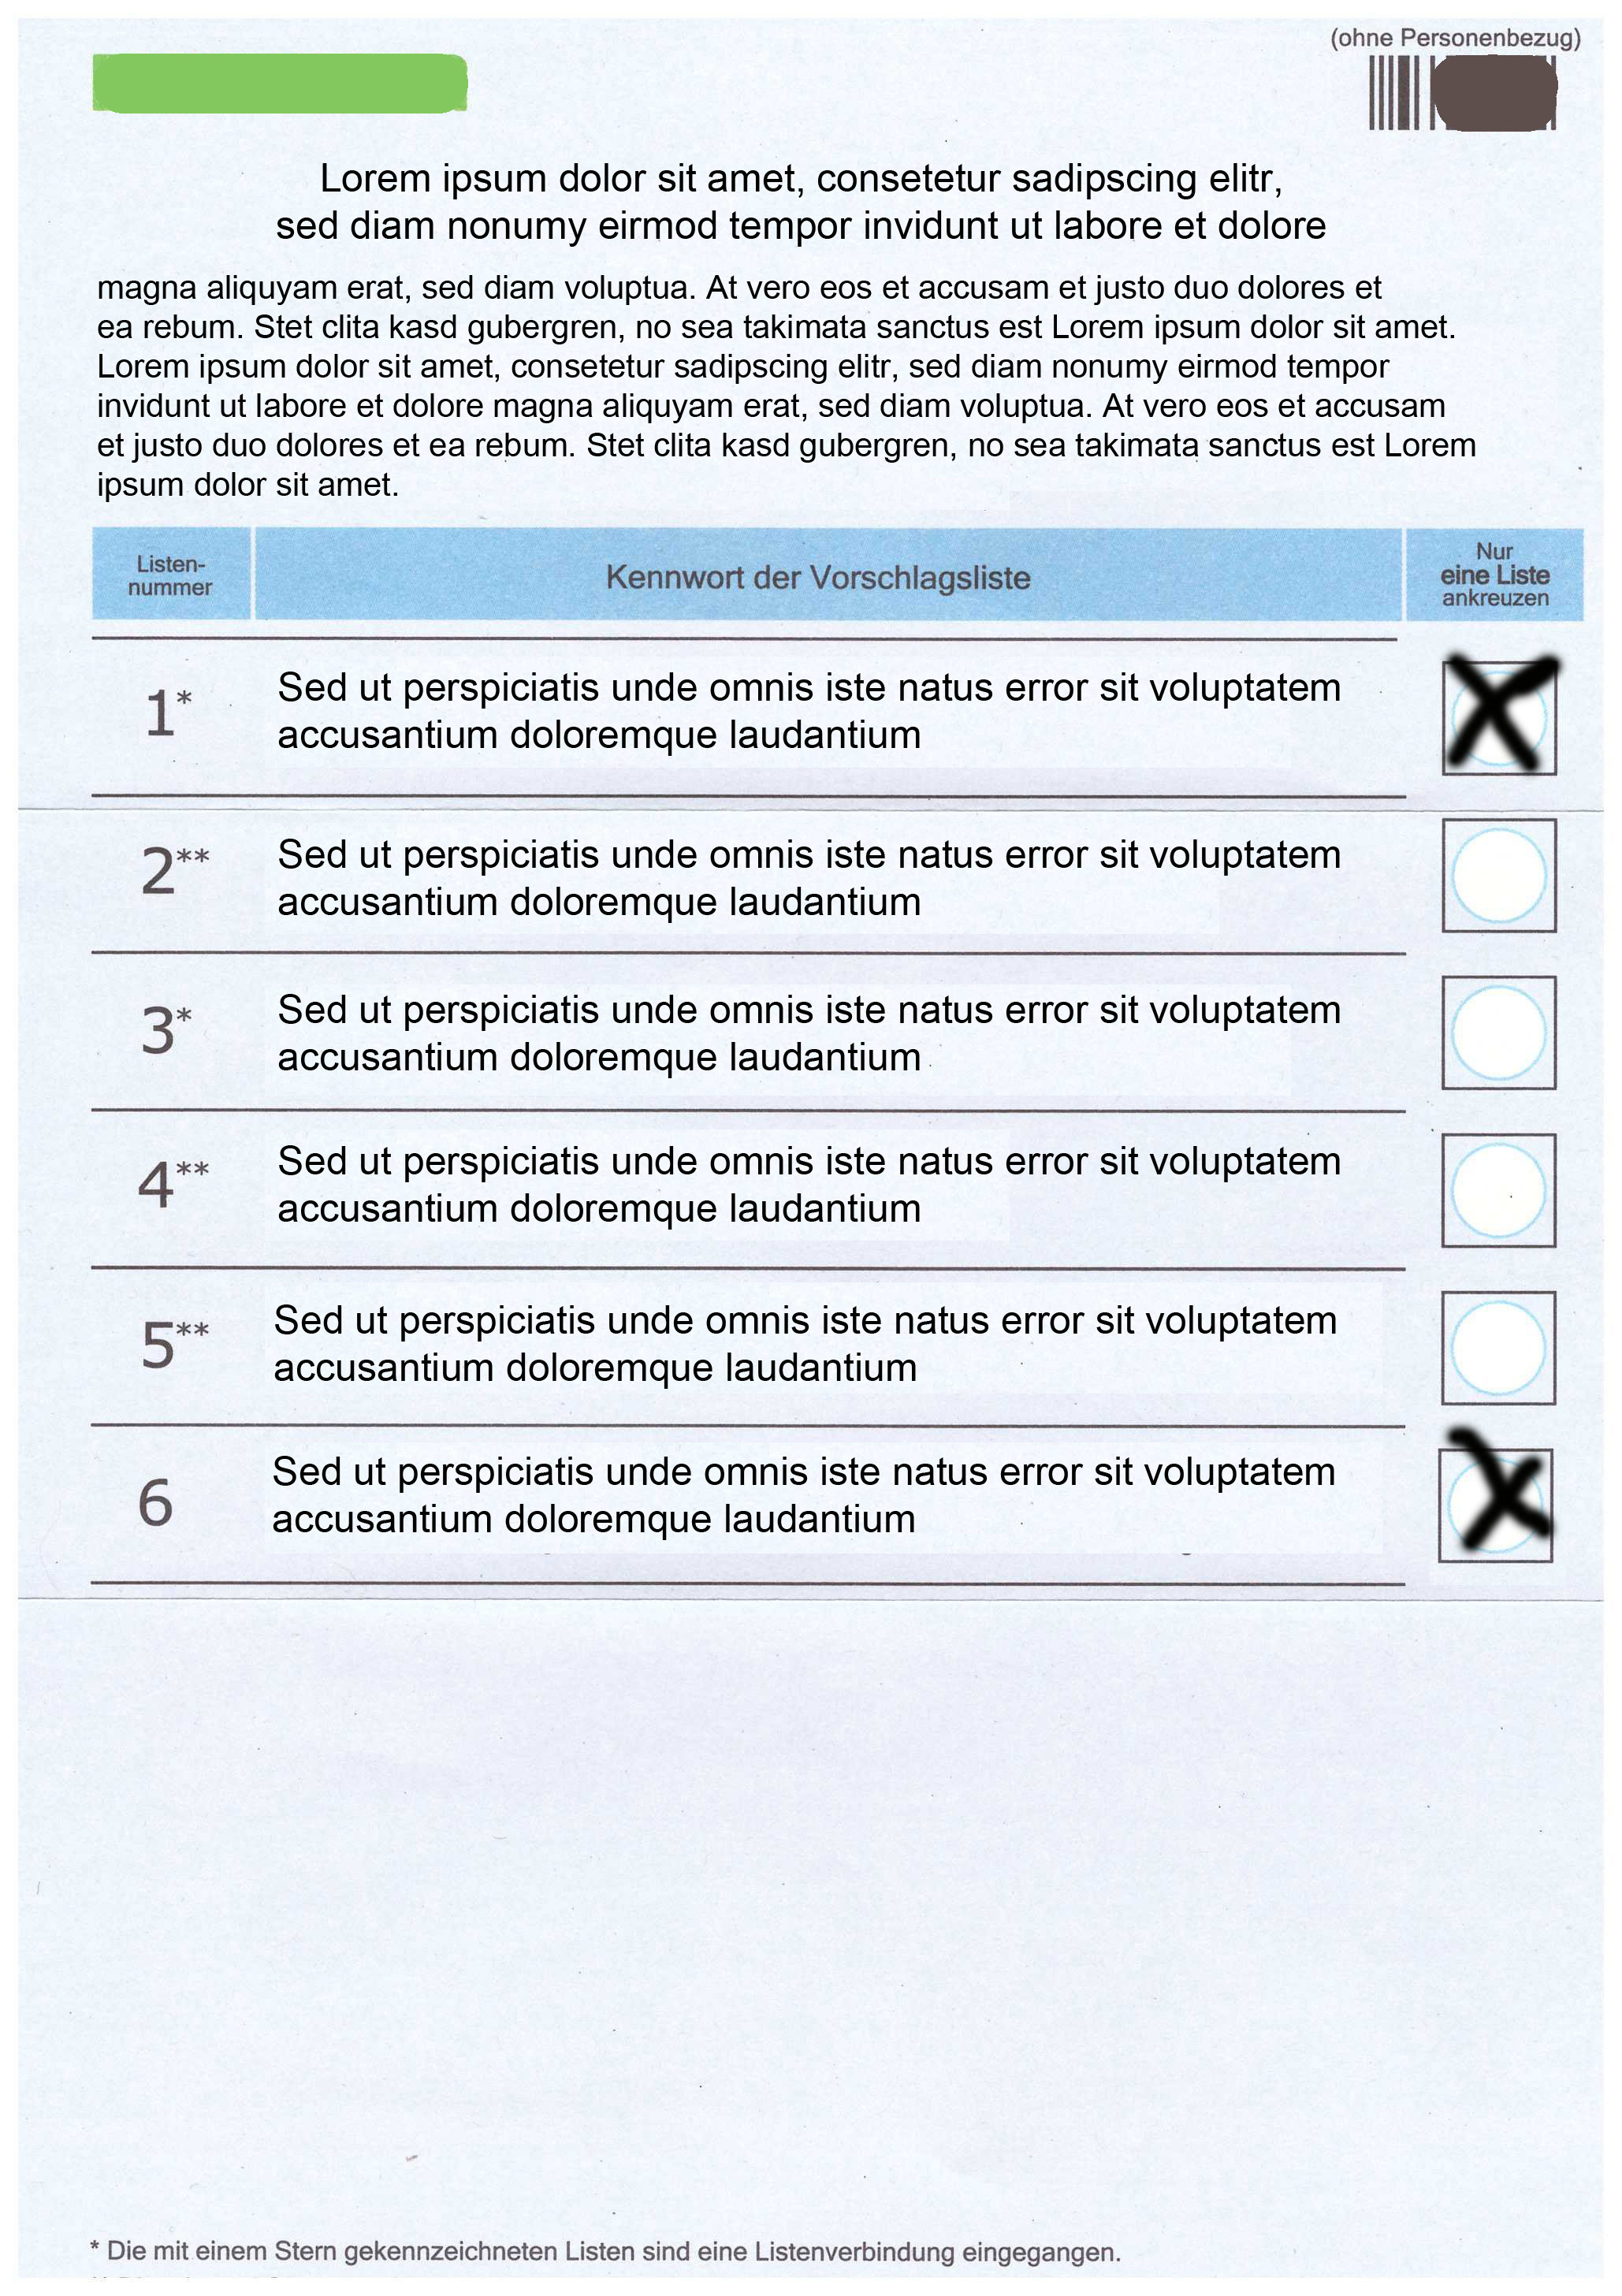 (ohne Personenbezug)
Lorem ipsum dolor sit amet, consetetur sadipscing elitr,
sed diam nonumy eirmod tempor invidunt ut labore et dolore
magna aliquyam erat, sed diam voluptua. At vero eos et accusam et justo duo dolores et
ea rebum. Stet clita kasd gubergren, no sea takimata sanctus est Lorem ipsum dolor sit amet.
Lorem ipsum dolor sit amet, consetetur sadipscing elitr, sed diam nonumy eirmod tempor
invidunt ut labore et dolore magna aliquyam erat, sed diam voluptua. At vero eos et accusam
et justo duo dolores et ea rebum. Stet clita kasd gubergren, no sea takimata sanctus est Lorem
ipsum dolor sit amet.
Listen-
nummer
Kennwort der Vorschlagsliste
Nur
eine Liste
ankreuzen
1*
Sed ut perspiciatis unde omnis iste natus error sit voluptatem
accusantium doloremque laudantium
2**
Sed ut perspiciatis unde omnis iste natus error sit voluptatem
accusantium doloremque laudantium
3*
Sed ut perspiciatis unde omnis iste natus error sit voluptatem
accusantium doloremque laudantium
4**
Sed ut perspiciatis unde omnis iste natus error sit voluptatem
accusantium doloremque laudantium
5**
Sed ut perspiciatis unde omnis iste natus error sit voluptatem
accusantium doloremque laudantium
6
Sed ut perspiciatis unde omnis iste natus error sit voluptatem
accusantium doloremque laudantium
* Die mit einem Stern gekennzeichneten Listen sind eine Listenverbindung eingegangen.